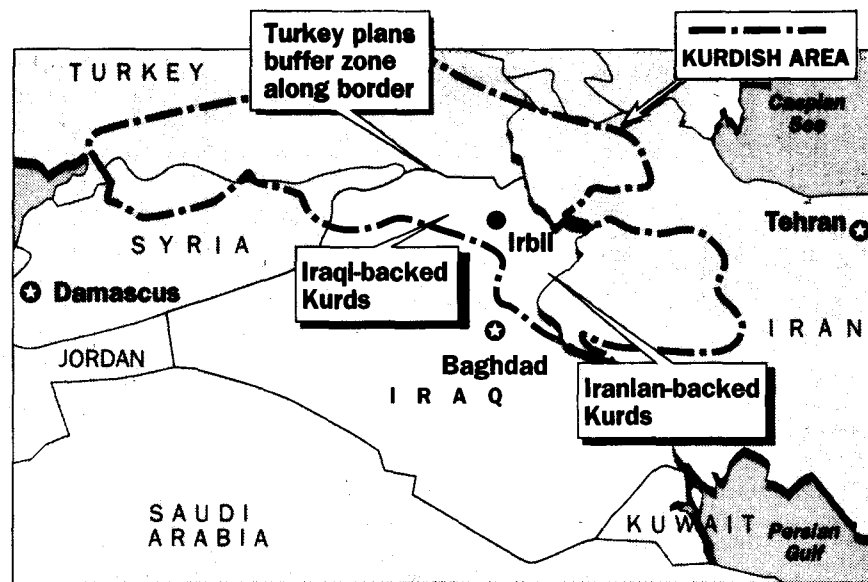 Turkey plans
buffer zone
along border
KURDISH AREA
TURKEY
Caspian
Sea
Tehran
Irbil
SYRIA
Iraqi-backed
Kurds
Damascus
IRAN
JORDAN
Baghdad
IRAQ
Iranian-backed
Kurds
SAUDI
ARABIA
KUWAIT
Persian
Gulf